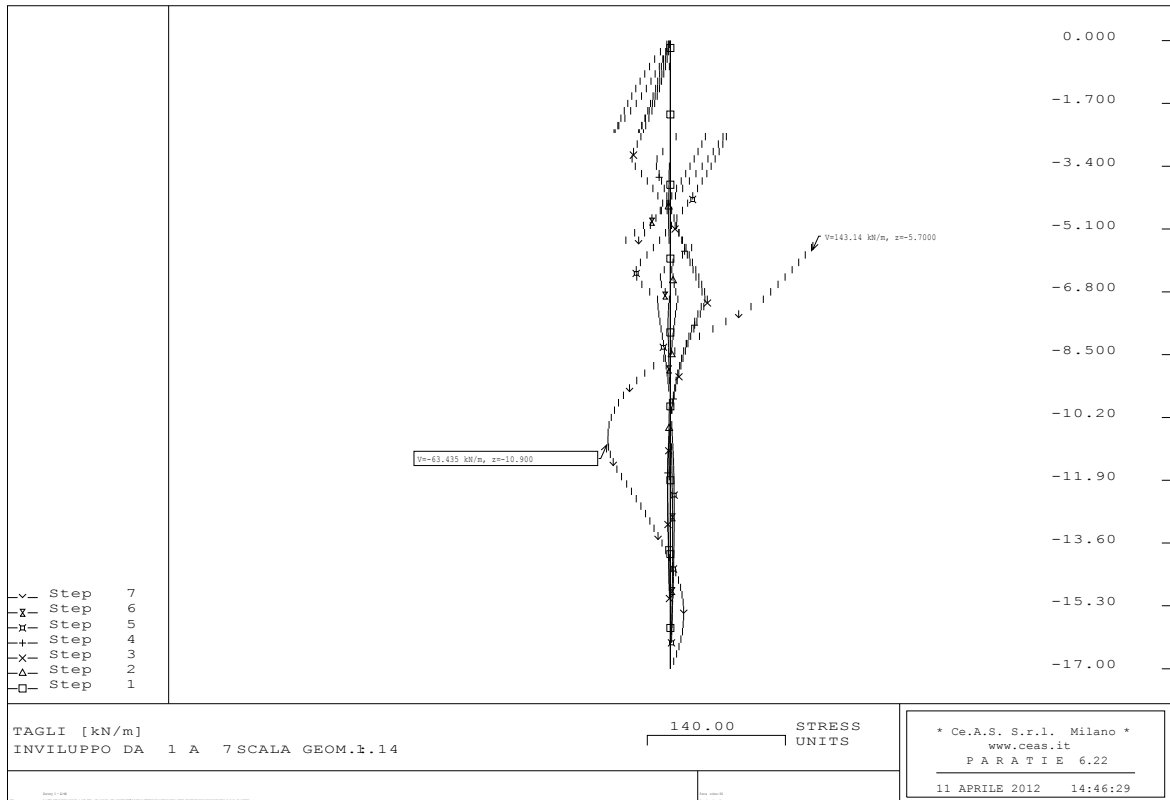 0.000
-1.700
-3.400
-5.100
V=143.14 kN/m, z=-5.7000
-6.800
-8.500
-10.20
V=-63.435 kN/m, z=-10.900
-11.90
-13.60
-15.30
-17.00
Step 7
Step 6
Step 5
Step 4
Step 3
Step 2
Step 1
TAGLI [kN/m]
INVILUPPO DA 1 A 7 SCALA GEOM.1:1.14
140.00 STRESS
UNITS
* Ce.A.S. S.r.l. Milano *
www.ceas.it
P A R A T I E 6.22
11 APRILE 2012 14:46:29